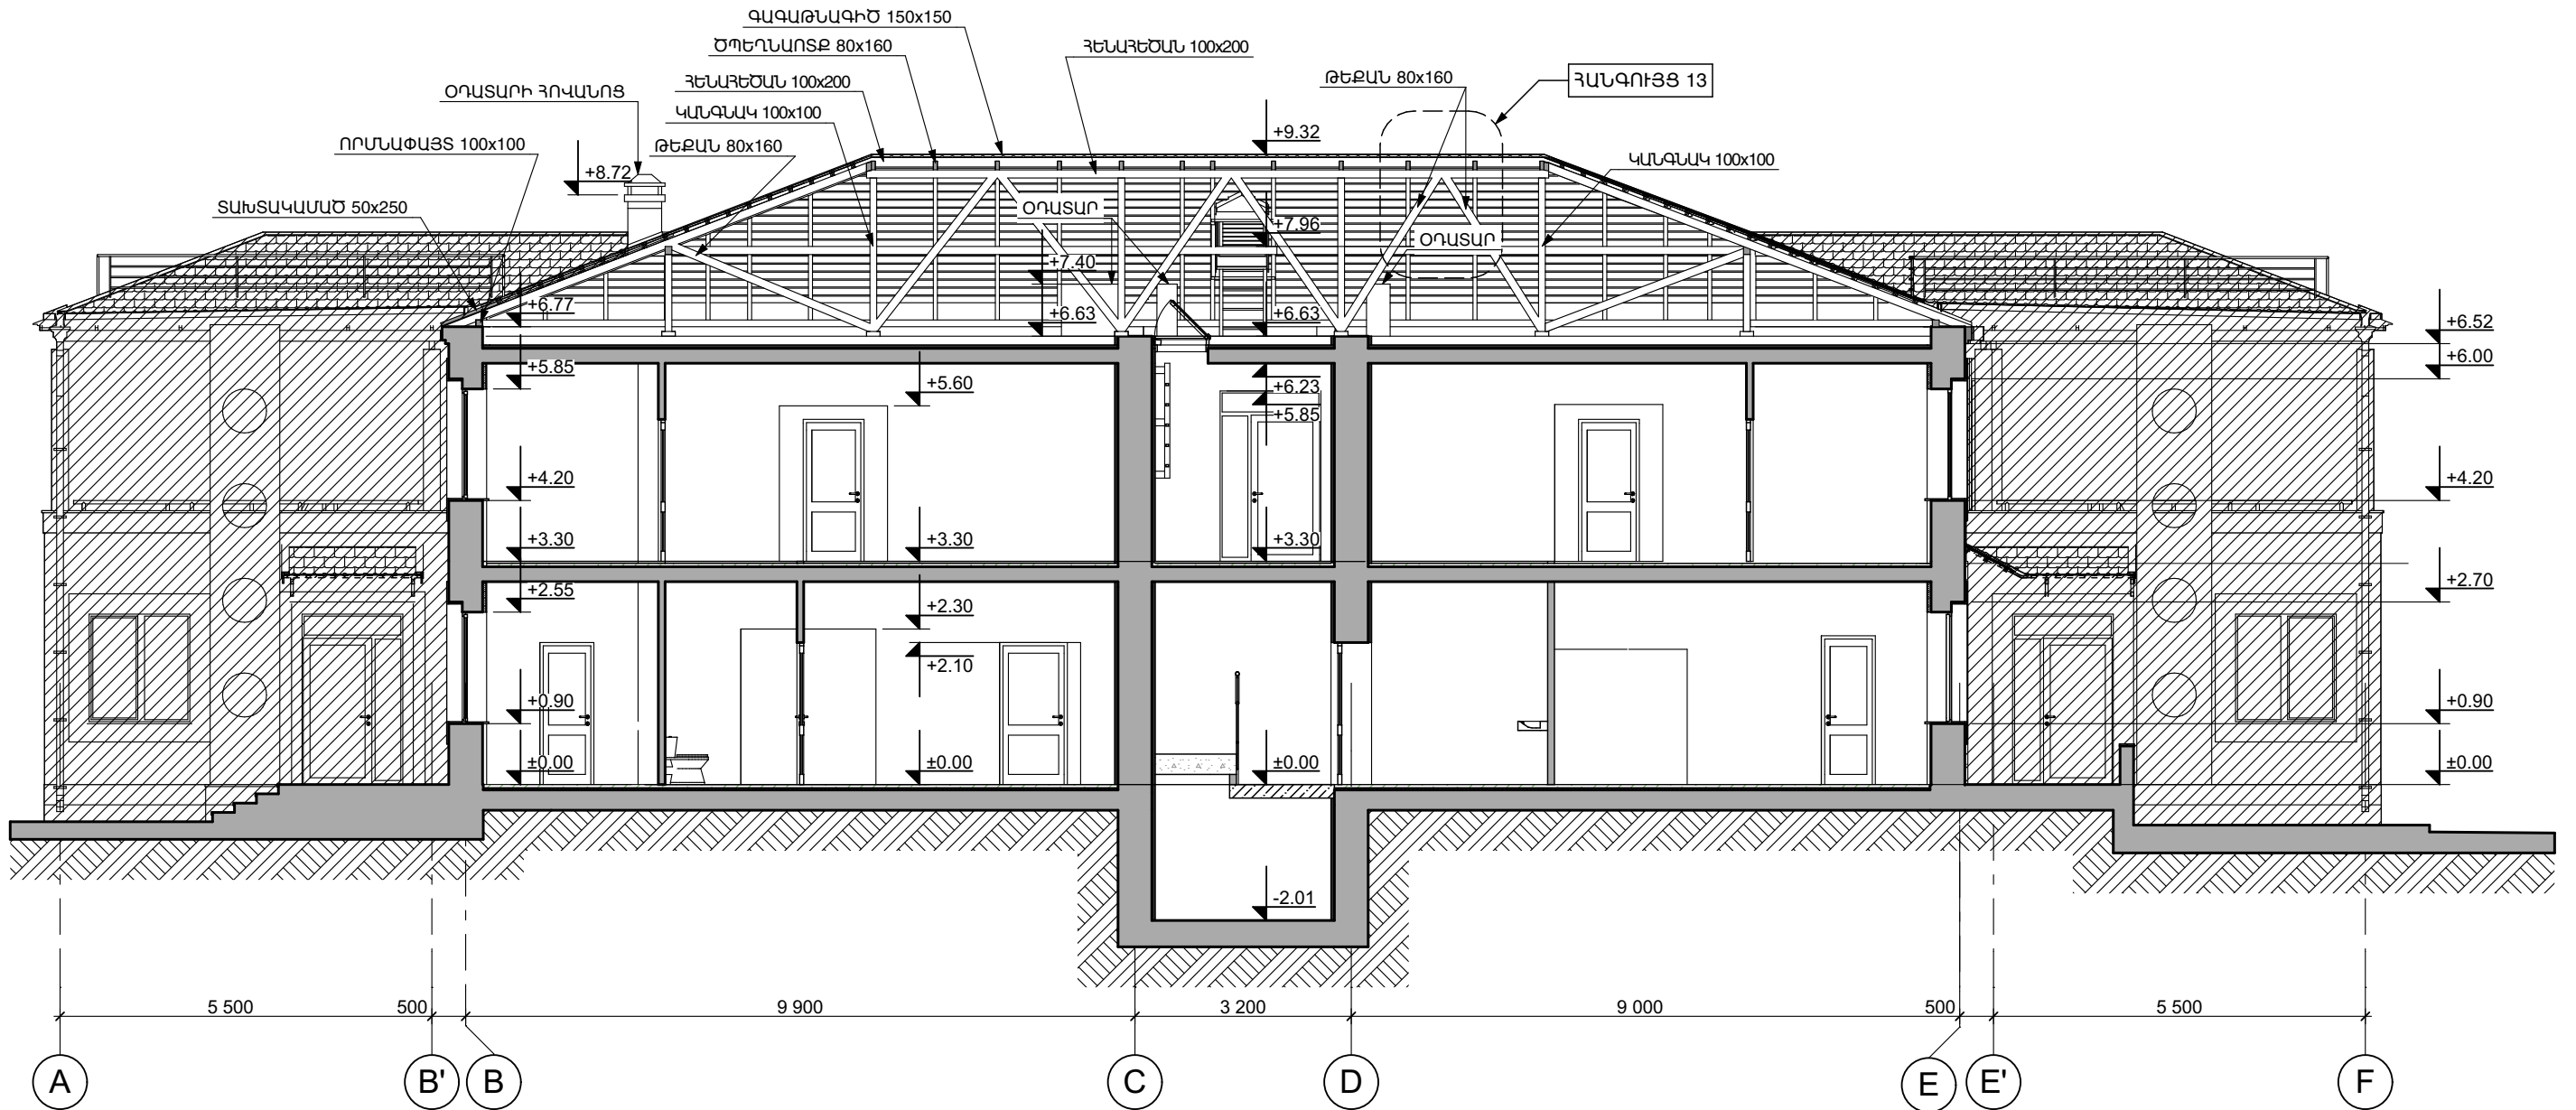 ԳԱԳԱԹՆԱԳԻԾ 150x150
ԾՊԵՂՆԱՈՏՔ 80x160
ՀԵՆԱՀԵԾԱՆ 100x200
ՀԵՆԱՀԵԾԱՆ 100x200
ԹԵՔԱՆ 80x160
ՀԱՆԳՈՒՅՑ 13
ՕԴԱՏԱՐԻ ՀՈՎԱՆՈՑ
ԿԱՆԳՆԱԿ 100x100
ՈՐՄՆԱՓԱՅՏ 100x100
ԹԵՔԱՆ 80x160
+9.32
ԿԱՆԳՆԱԿ 100x100
+8.72
ՏԱԽՏԱԿԱՄԱԾ 50x250
ՕԴԱՏԱՐ
+7.96
ՕԴԱՏԱՐ
+7.40
+6.77
+6.63
+6.63
+6.52
+5.85
+5.60
+6.23
+5.85
+6.00
+4.20
+4.20
+3.30
+3.30
+3.30
+2.55
+2.30
+2.10
+2.70
+0.90
+0.90
±0.00
±0.00
±0.00
±0.00
-2.01
5 500
500
9 900
3 200
9 000
500
5 500
A
B'
B
C
D
E
E'
F